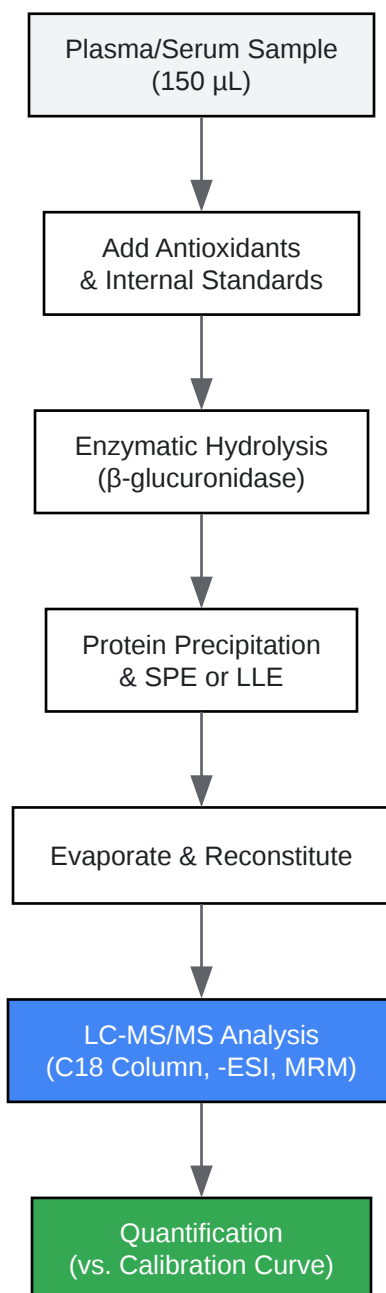 Plasma/Serum Sample
(150 µL)
Add Antioxidants
& Internal Standards
Enzymatic Hydrolysis
(β-glucuronidase)
Protein Precipitation
& SPE or LLE
Evaporate & Reconstitute
LC-MS/MS Analysis
(C18 Column, -ESI, MRM)
Quantification
(vs. Calibration Curve)